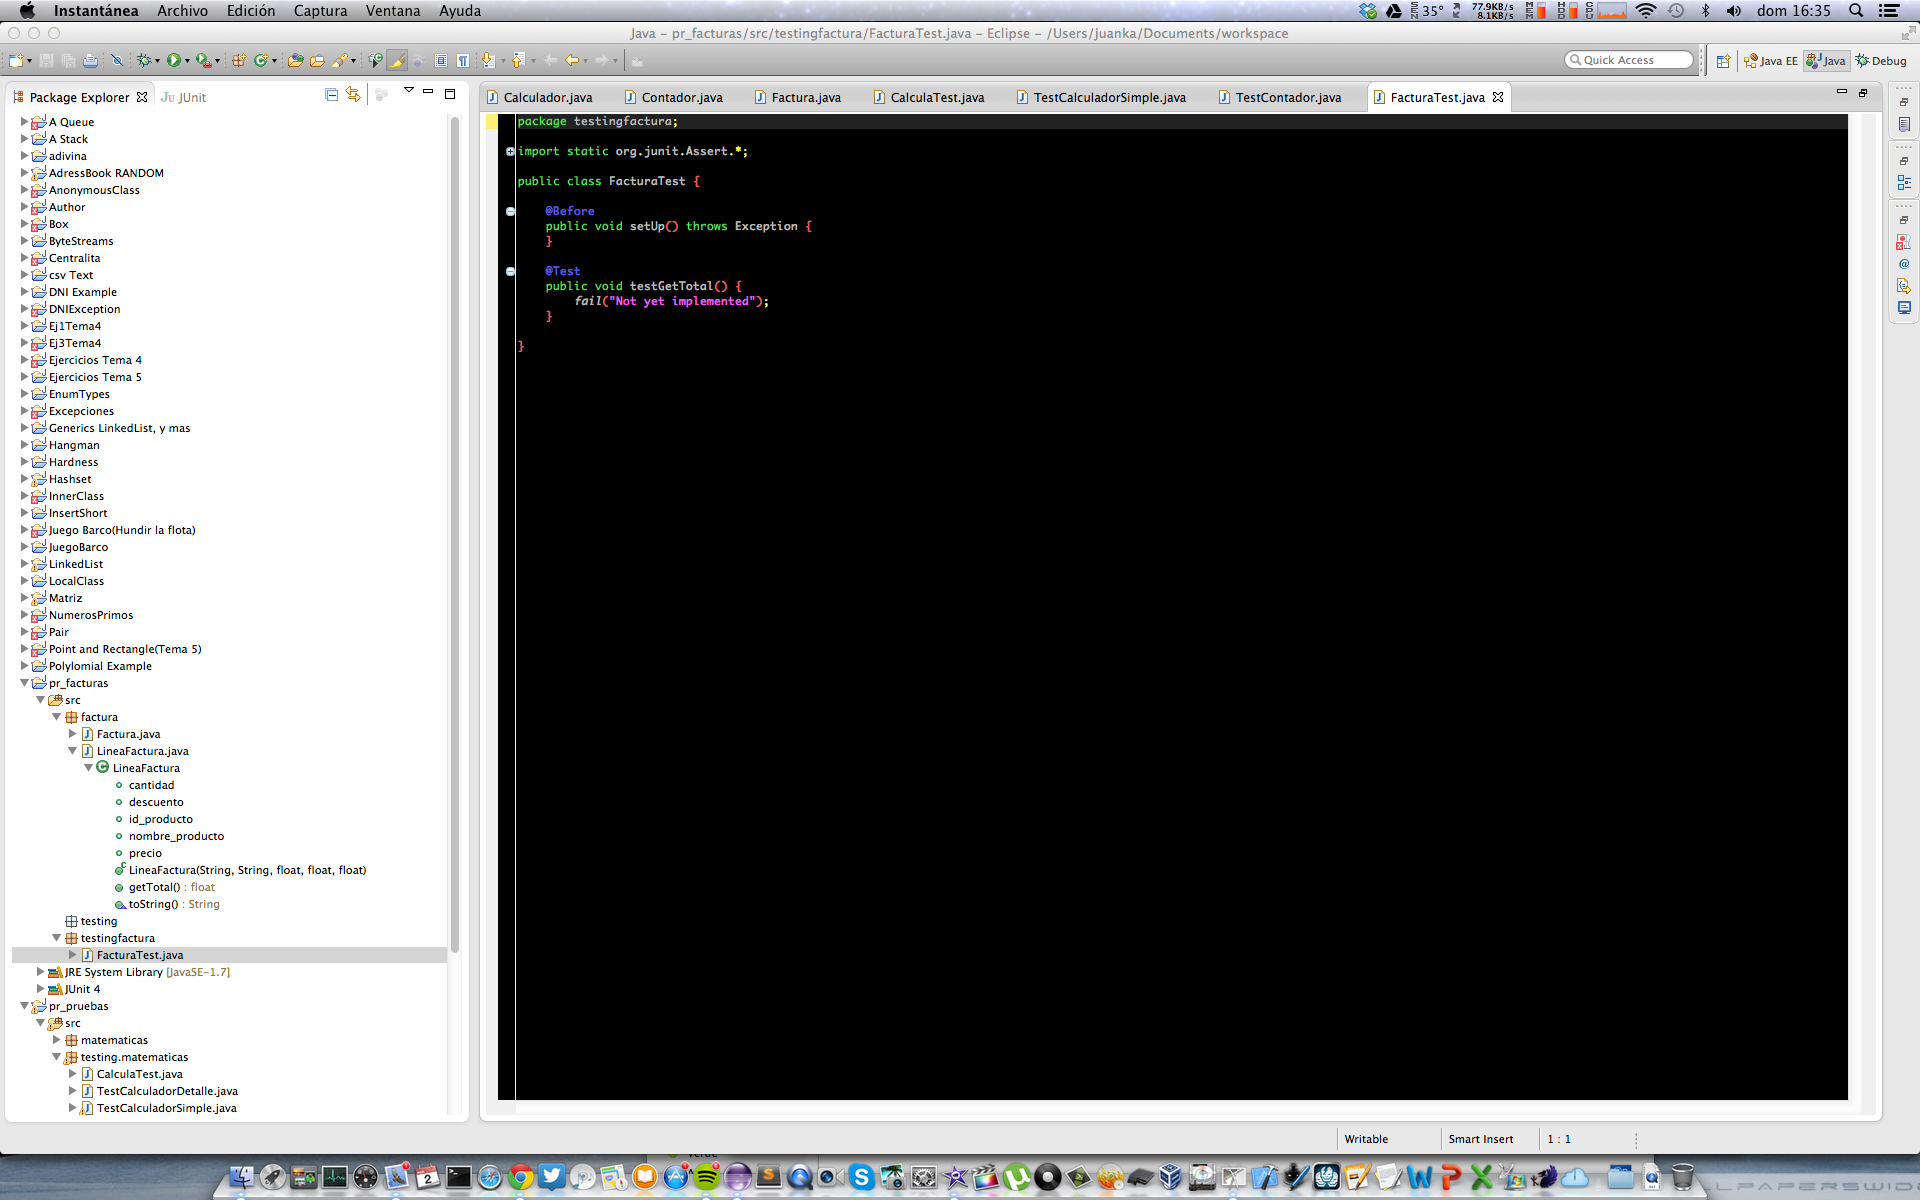 Instantánea Archivo Edición Captura Ventana Ayuda
35° 77.9KB/s 8.1KB/s dom 16:35
Java - pr_facturas/src/testingfactura/FacturaTest.java - Eclipse - /Users/juanka/Documents/workspace
Quick Access Java EE Java Debug
Package Explorer JUnit
Calculador.java Contador.java Factura.java CalculaTest.java TestCalculadorSimple.java TestContador.java FacturaTest.java
A Queue
A Stack
adivina
AdressBook RANDOM
AnonymousClass
Author
Box
ByteStreams
Centralita
csv Text
DNI Example
DNIException
Ej1Tema4
Ej3Tema4
Ejercicios Tema 4
Ejercicios Tema 5
EnumTypes
Excepciones
Generics LinkedList, y mas
Hangman
Hardness
Hashset
InnerClass
InsertShort
Juego Barco(Hundir la flota)
JuegoBarco
LinkedList
LocalClass
Matriz
NumerosPrimos
Pair
Point and Rectangle(Tema 5)
Polylomial Example
pr_facturas
src
factura
Factura.java
LineaFactura.java
LineaFactura
cantidad
descuento
id_producto
nombre_producto
precio
LineaFactura(String, String, float, float, float)
getTotal() : float
toString() : String
testing
testingfactura
FacturaTest.java
JRE System Library [JavaSE-1.7]
JUnit 4
pr_pruebas
src
matematicas
testing.matematicas
CalculaTest.java
TestCalculadorDetalle.java
TestCalculadorSimple.java
package testingfactura;
import static org.junit.Assert.*;
public class FacturaTest {
@Before
public void setUp() throws Exception {
}
@Test
public void testGetTotal() {
fail("Not yet implemented");
}
}
Writable Smart Insert 1 : 1